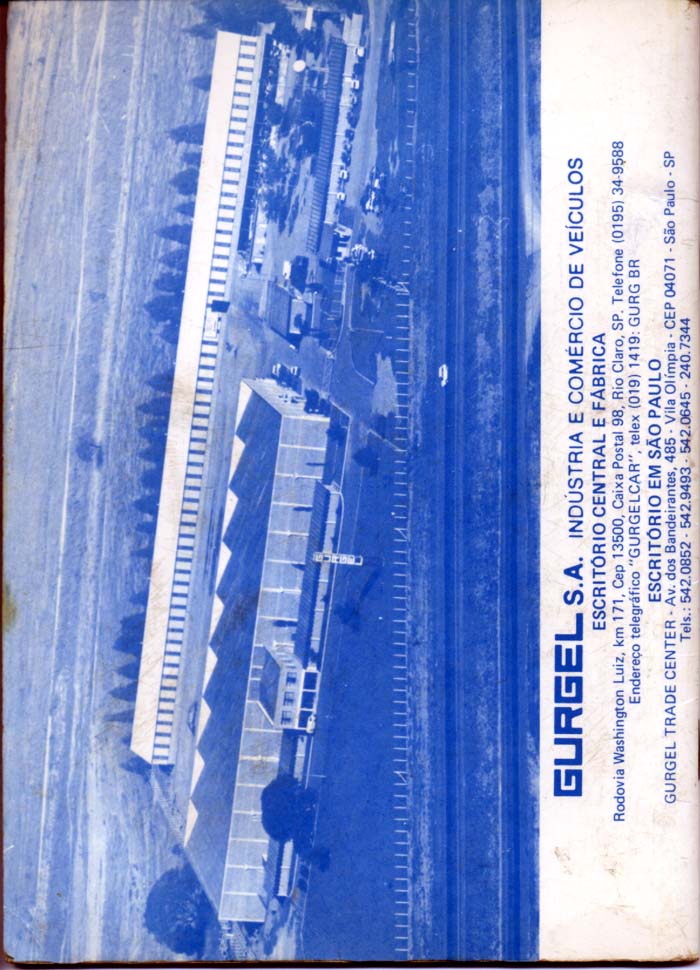 GURGEL S.A. INDÚSTRIA E COMÉRCIO DE VEÍCULOS
ESCRITÓRIO CENTRAL E FÁBRICA
Rodovia Washington Luiz, km 171, Cep 13500, Caixa Postal 98, Rio Claro, SP. Telefone (0195) 34-9588
Endereço telegráfico "GURGELCAR", telex (019) 1419: GURG BR
ESCRITÓRIO EM SÃO PAULO
GURGEL TRADE CENTER - Av. dos Bandeirantes, 485 - Vila Olímpia - CEP 04071 - São Paulo - SP
Tels.: 542.0852 - 542.9493 - 542.0645 - 240.7344
GURGEL